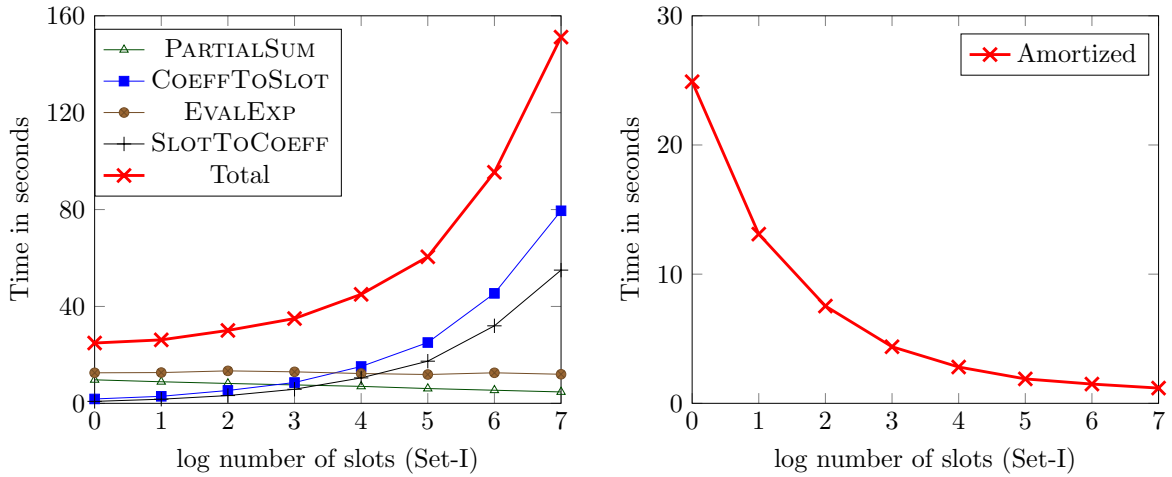 160
120
80
40
0
Time in seconds
PARTIALSUM
COEFFTOSLOT
EVALEXP
SLOTTOCOEFF
Total
0 1 2 3 4 5 6 7
log number of slots (Set-I)
30
20
10
0
Time in seconds
Amortized
0 1 2 3 4 5 6 7
log number of slots (Set-I)